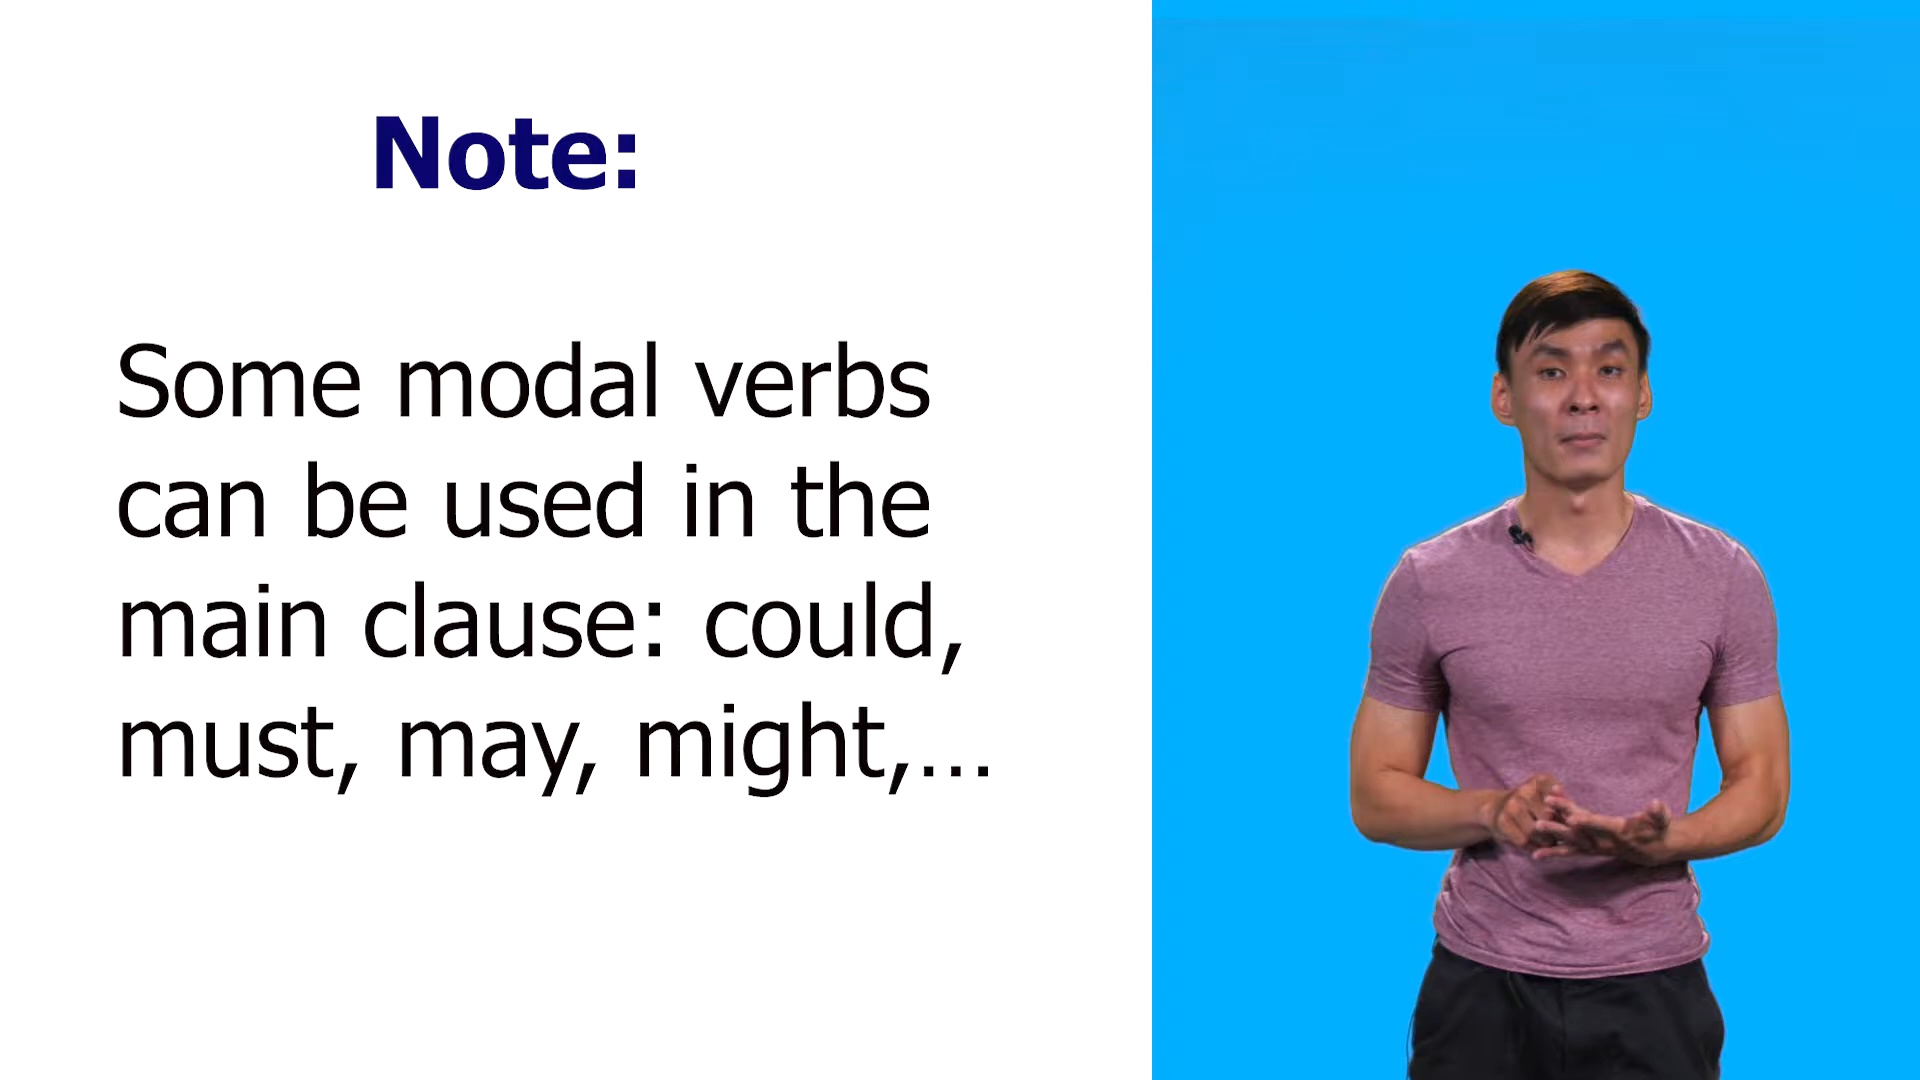 Note:
Some modal verbs
can be used in the
main clause: could,
must, may, might,...